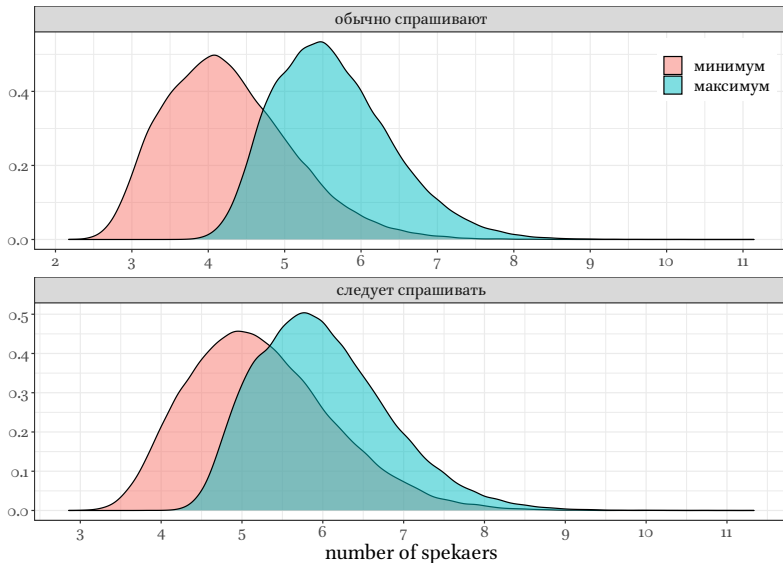 обычно спрашивают
минимум
максимум
0.4
0.2
0.0
2 3 4 5 6 7 8 9 10 11
следует спрашивать
0.5
0.4
0.3
0.2
0.1
0.0
3 4 5 6 7 8 9 10 11
number of spekaers